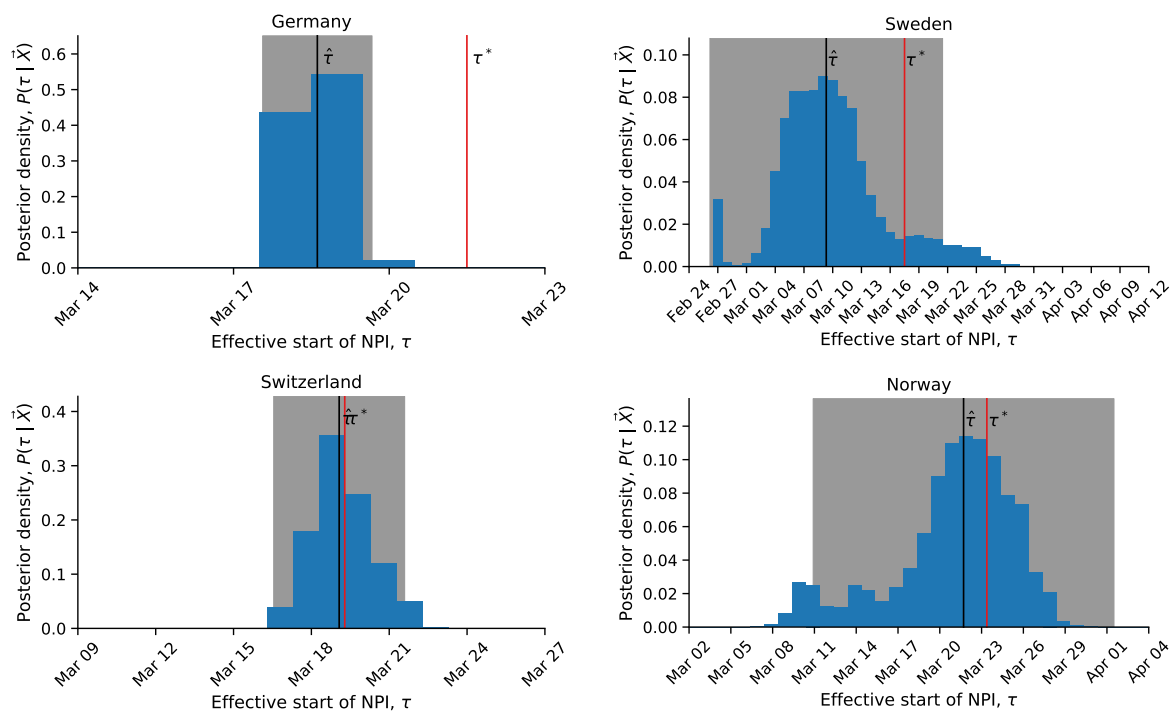 Germany
Posterior density, P(τ | X⃗)
0.6
0.5
0.4
0.3
0.2
0.1
0.0
τ̂
τ*
Mar 14
Mar 17
Mar 20
Mar 23
Effective start of NPI, τ
Sweden
Posterior density, P(τ | X⃗)
0.10
0.08
0.06
0.04
0.02
0.00
τ̂
τ*
Feb 24
Feb 27
Mar 01
Mar 04
Mar 07
Mar 10
Mar 13
Mar 16
Mar 19
Mar 22
Mar 25
Mar 28
Mar 31
Apr 03
Apr 06
Apr 09
Apr 12
Effective start of NPI, τ
Switzerland
Posterior density, P(τ | X⃗)
0.4
0.3
0.2
0.1
0.0
τ̂
τ*
Mar 09
Mar 12
Mar 15
Mar 18
Mar 21
Mar 24
Mar 27
Effective start of NPI, τ
Norway
Posterior density, P(τ | X⃗)
0.12
0.10
0.08
0.06
0.04
0.02
0.00
τ̂
τ*
Mar 02
Mar 05
Mar 08
Mar 11
Mar 14
Mar 17
Mar 20
Mar 23
Mar 26
Mar 29
Apr 01
Apr 04
Effective start of NPI, τ